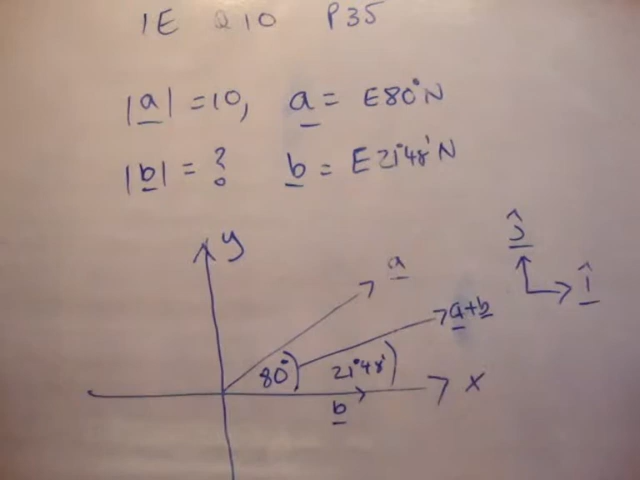 1E Q10 P35
|a| = 10, a = E80°N
|b| = ? b = E21°48'N
y
ĵ
a
î
a+b
80°
21°48'
x
b